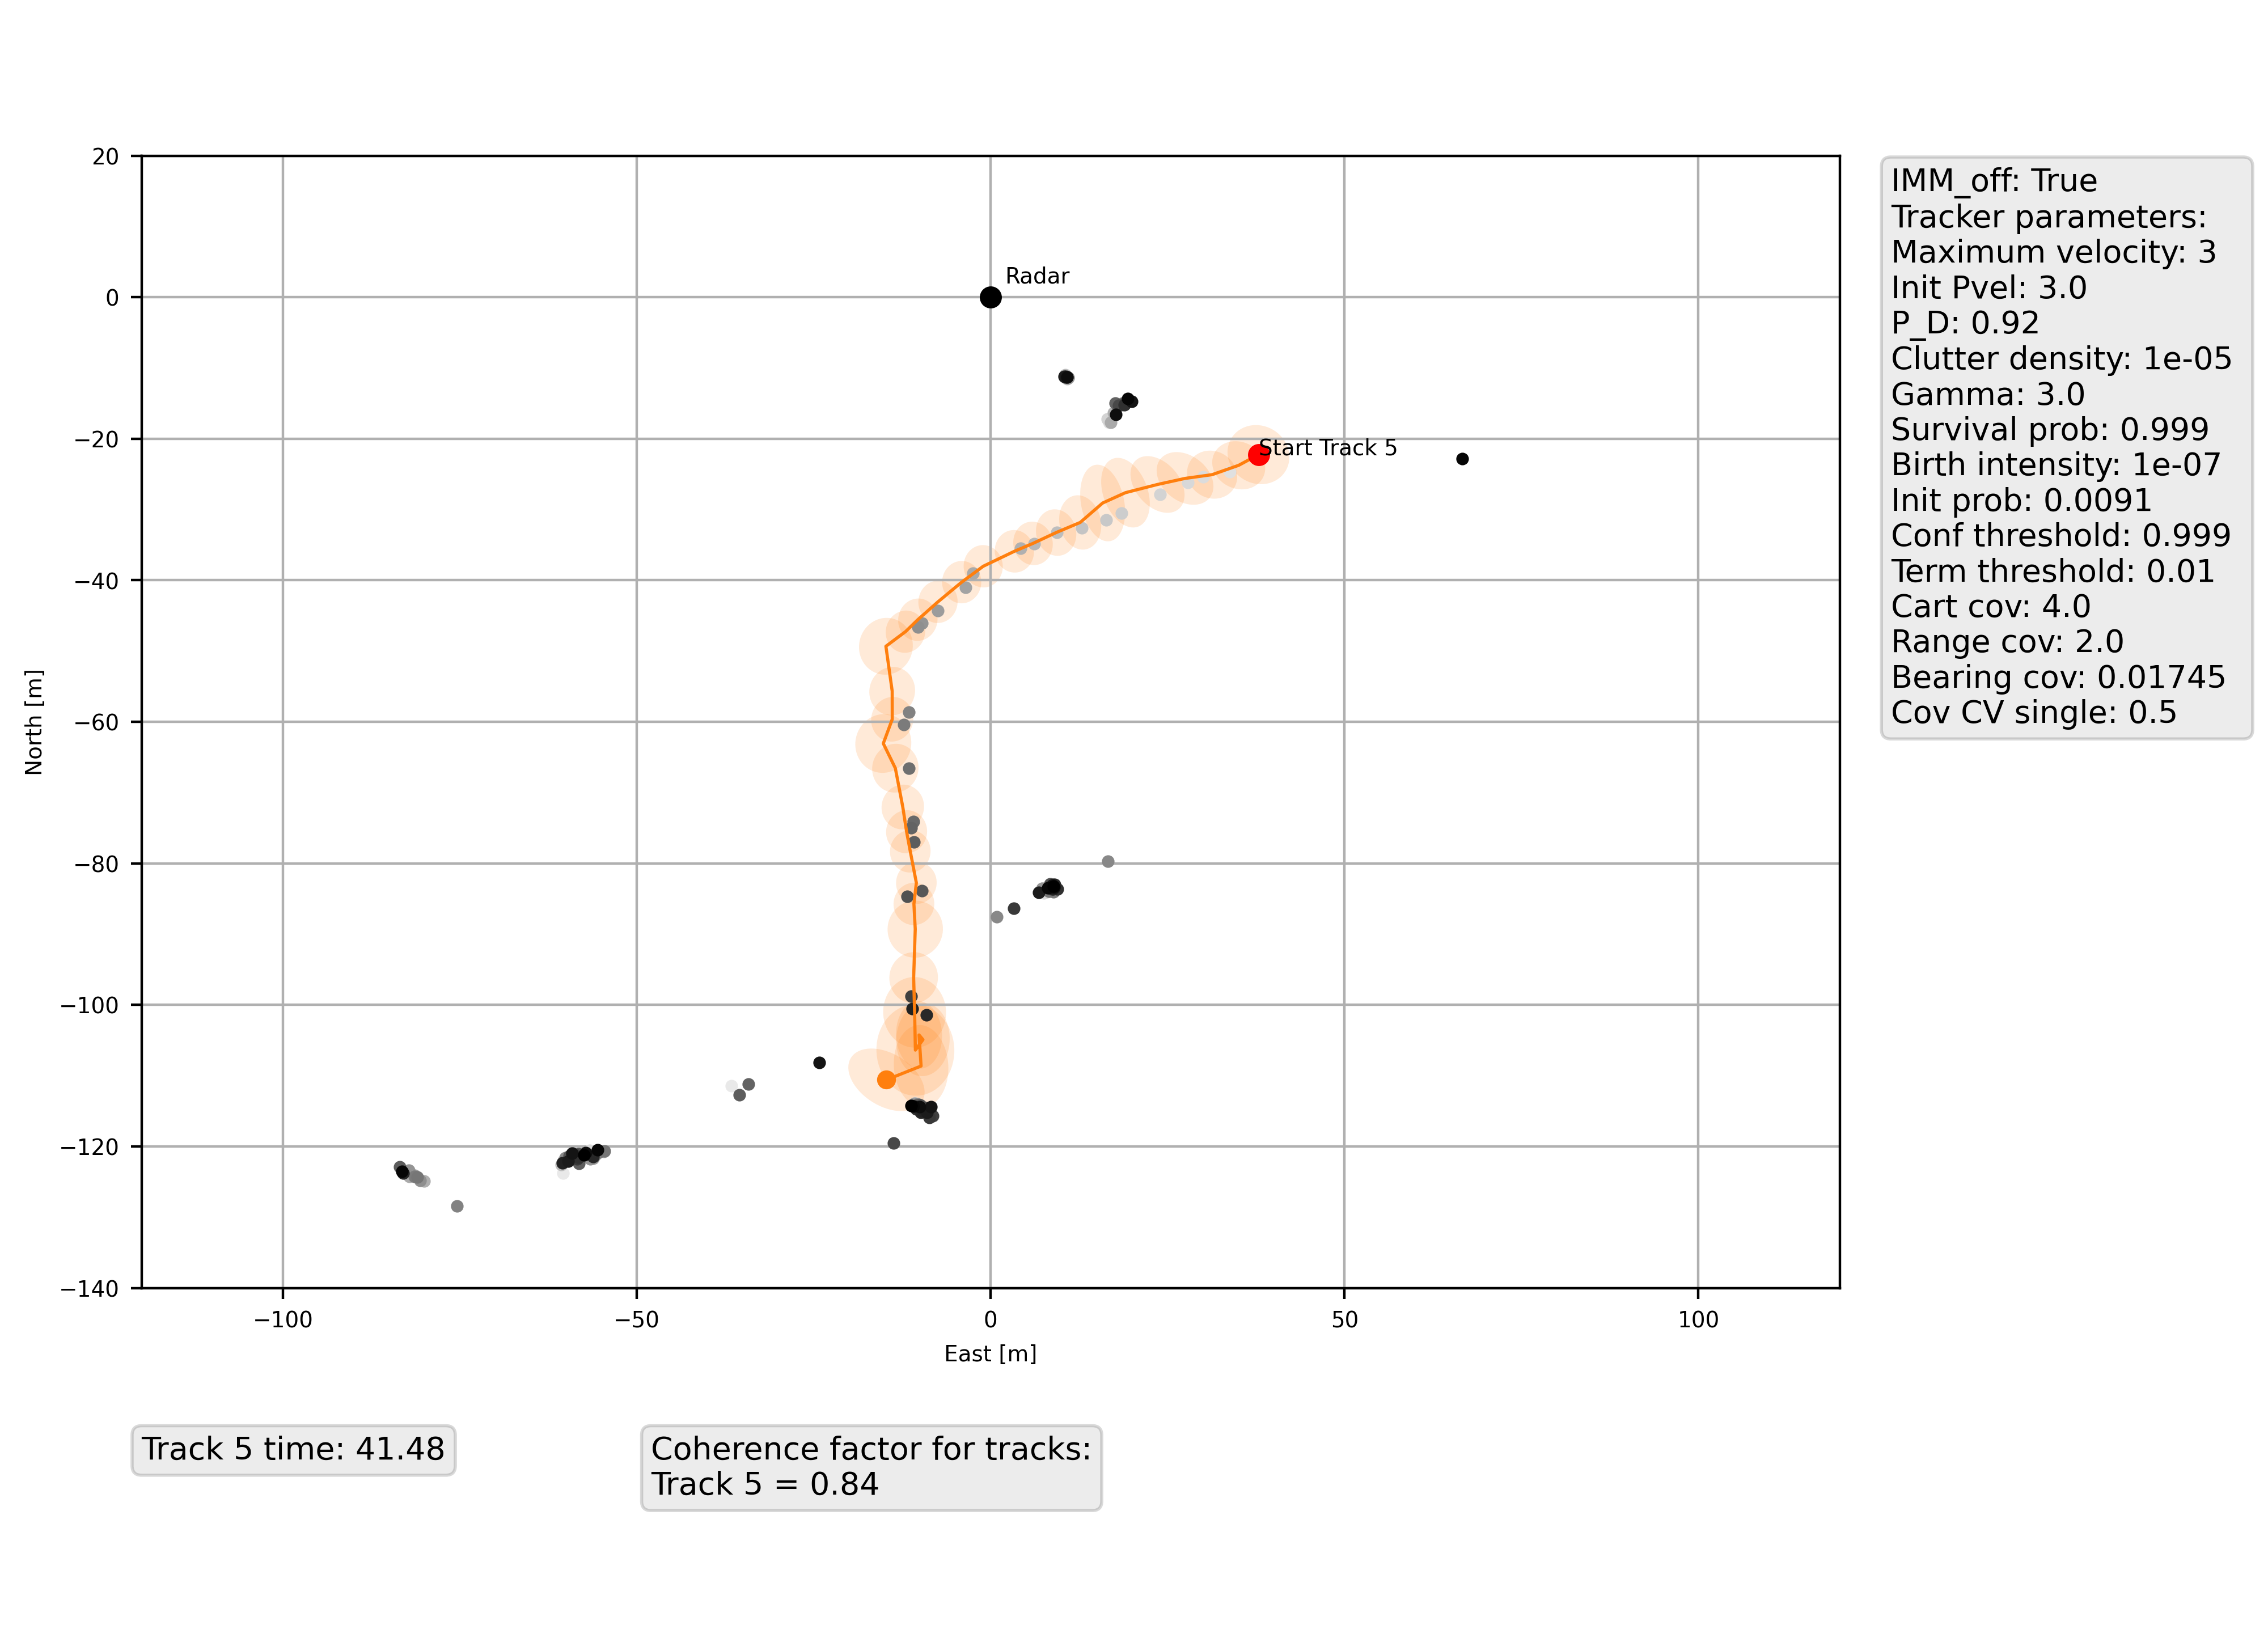 20
0
−20
−40
−60
−80
−100
−120
−140
−100
−50
0
50
100
North [m]
East [m]
Radar
Start Track 5
IMM_off: True
Tracker parameters:
Maximum velocity: 3
Init Pvel: 3.0
P_D: 0.92
Clutter density: 1e-05
Gamma: 3.0
Survival prob: 0.999
Birth intensity: 1e-07
Init prob: 0.0091
Conf threshold: 0.999
Term threshold: 0.01
Cart cov: 4.0
Range cov: 2.0
Bearing cov: 0.01745
Cov CV single: 0.5
Track 5 time: 41.48
Coherence factor for tracks:
Track 5 = 0.84